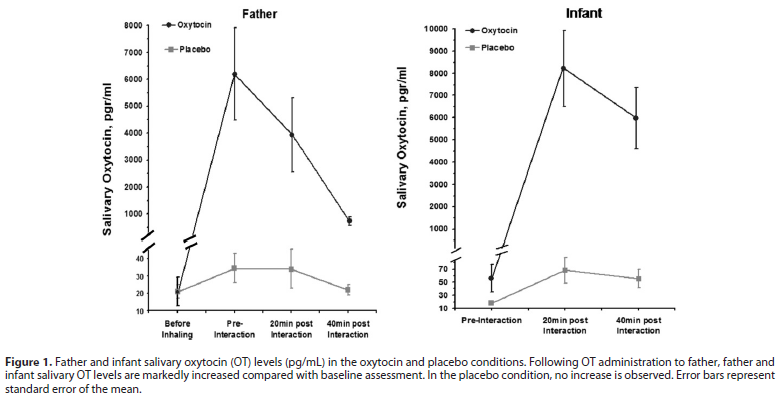 Father
8000
7000
6000
5000
4000
3000
2000
1000
40
30
20
10
Salivary Oxytocin, pgr/ml
Oxytocin
Placebo
Before Inhaling
Pre-Interaction
20min post Interaction
40min post Interaction
Infant
10000
9000
8000
7000
6000
5000
4000
3000
2000
1000
70
50
30
10
Salivary Oxytocin, pgr/ml
Oxytocin
Placebo
Pre-interaction
20min post Interaction
40min post Interaction
Figure 1. Father and infant salivary oxytocin (OT) levels (pg/mL) in the oxytocin and placebo conditions. Following OT administration to father, father and
infant salivary OT levels are markedly increased compared with baseline assessment. In the placebo condition, no increase is observed. Error bars represent
standard error of the mean.